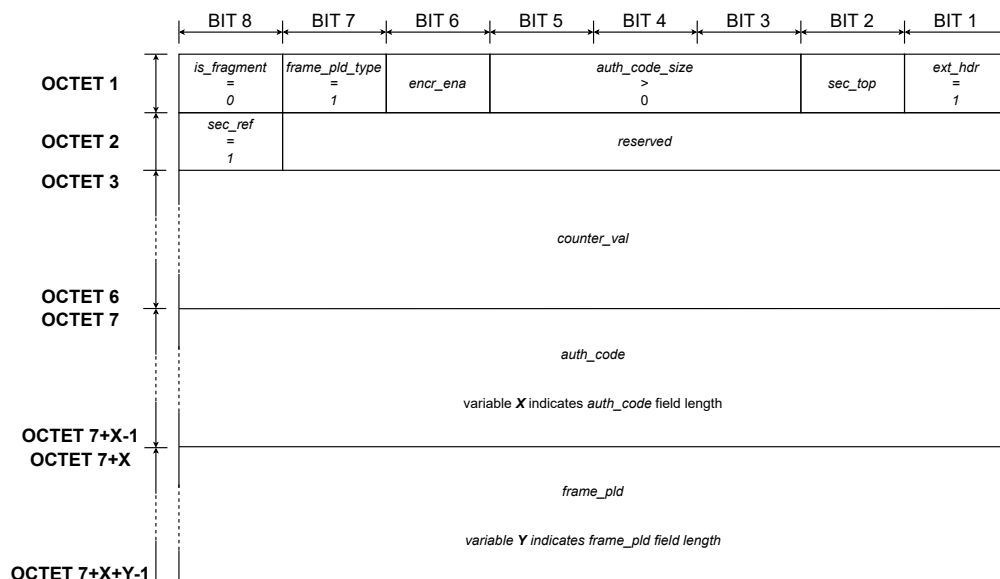 BIT 8 BIT 7 BIT 6 BIT 5 BIT 4 BIT 3 BIT 2 BIT 1
OCTET 1
is_fragment
=
0
frame_pld_type
=
1
encr_ena
auth_code_size
>
0
sec_top
ext_hdr
=
1
OCTET 2
sec_ref
=
1
reserved
OCTET 3
counter_val
OCTET 6
OCTET 7
auth_code
variable X indicates auth_code field length
OCTET 7+X-1
OCTET 7+X
frame_pld
variable Y indicates frame_pld field length
OCTET 7+X+Y-1